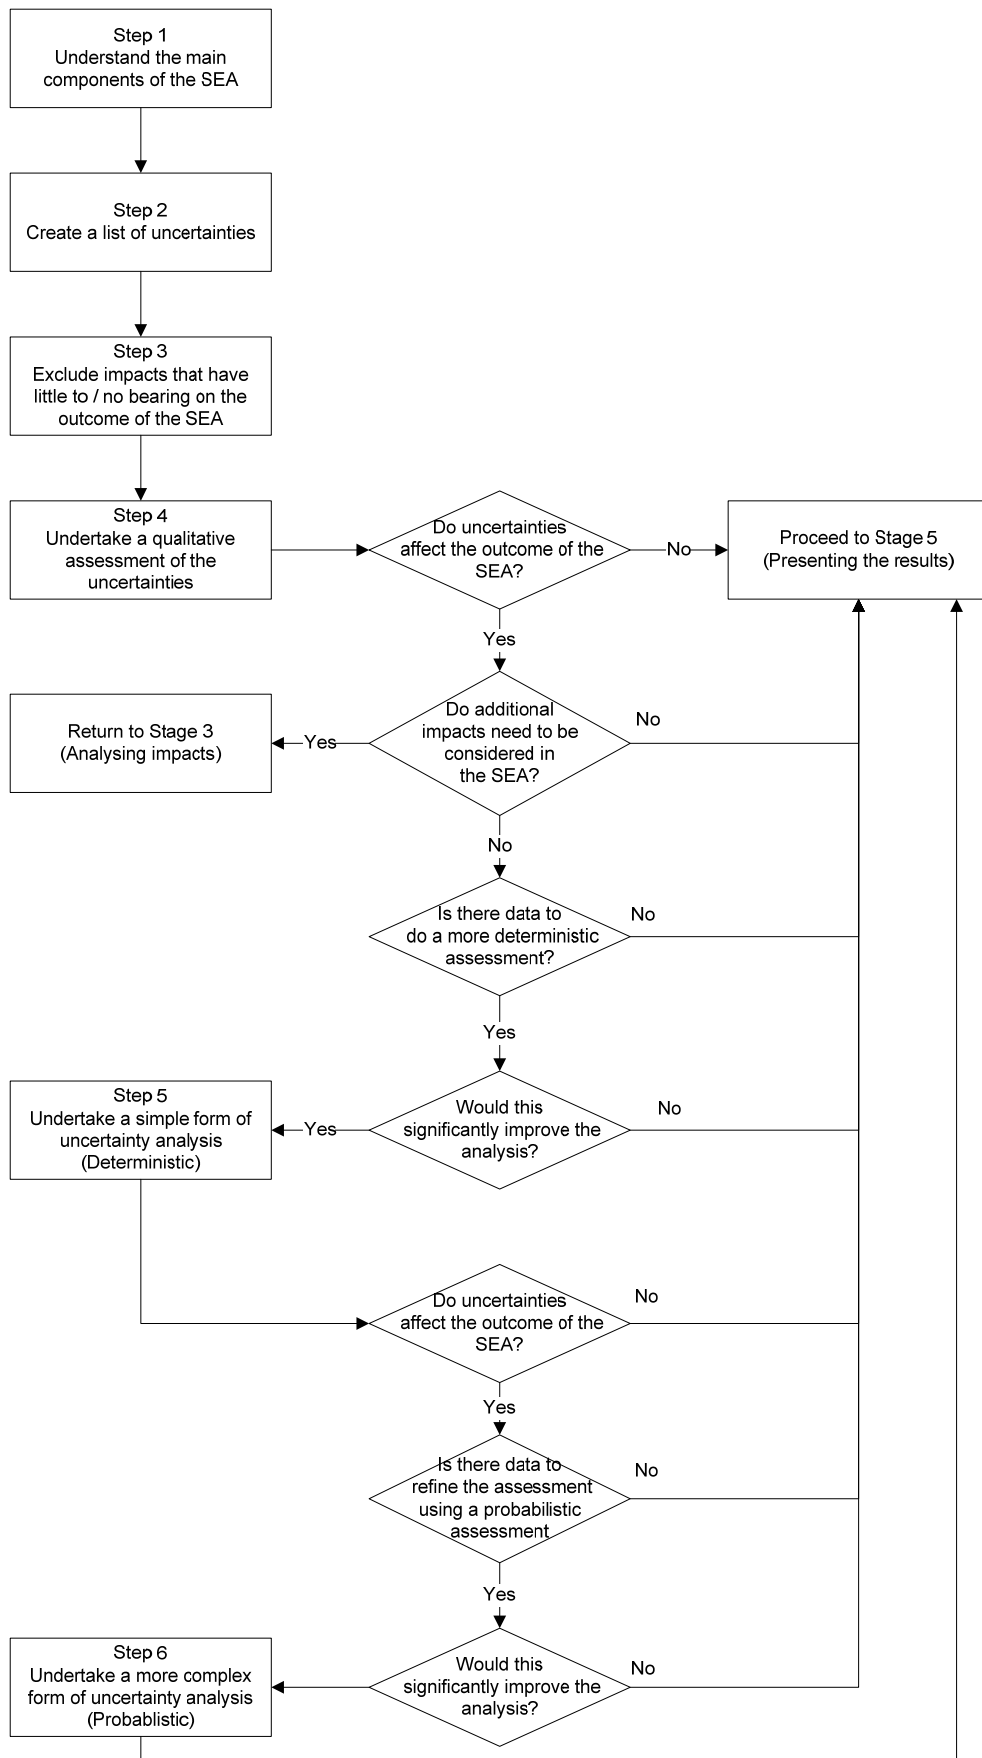 Step 1
Understand the main
components of the SEA
Step 2
Create a list of uncertainties
Step 3
Exclude impacts that have
little to / no bearing on the
outcome of the SEA
Step 4
Undertake a qualitative
assessment of the
uncertainties
Do uncertainties
affect the outcome of the
SEA?
No
Proceed to Stage 5
(Presenting the results)
Yes
Return to Stage 3
(Analysing impacts)
Yes
Do additional
impacts need to be
considered in
the SEA?
No
No
Is there data to
do a more deterministic
assessment?
No
Yes
Step 5
Undertake a simple form of
uncertainty analysis
(Deterministic)
Yes
Would this
significantly improve the
analysis?
No
Do uncertainties
affect the outcome of the
SEA?
No
Yes
Is there data to
refine the assessment
using a probabilistic
assessment
No
Yes
Step 6
Undertake a more complex
form of uncertainty analysis
(Probablistic)
Would this
significantly improve the
analysis?
No